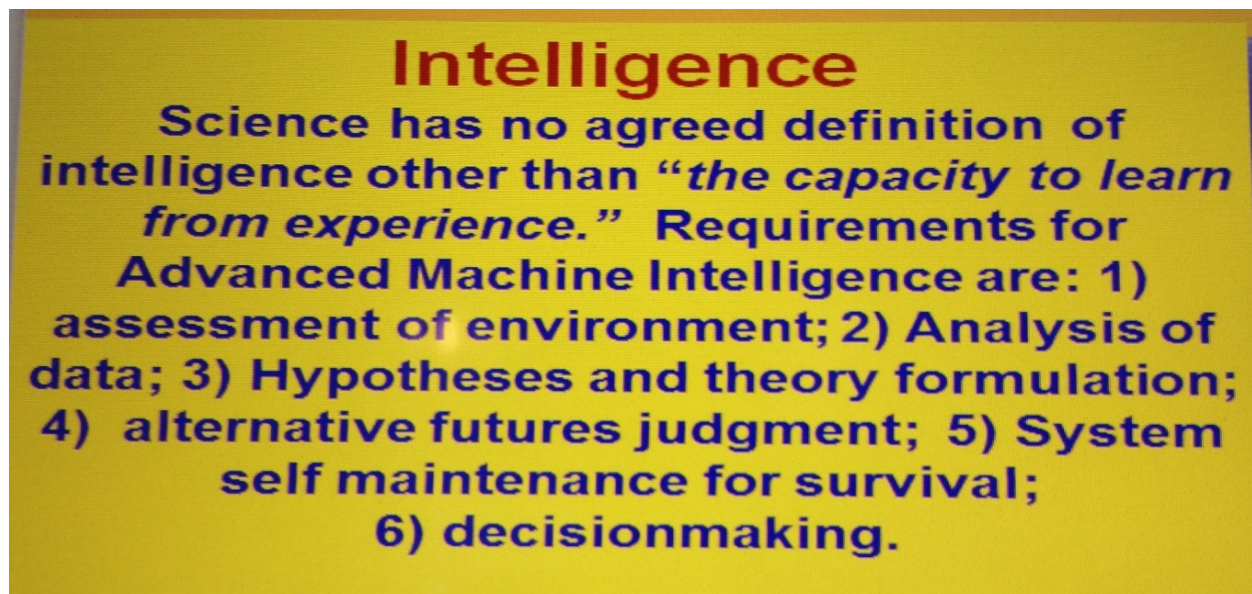 Intelligence
Science has no agreed definition of
intelligence other than “the capacity to learn
from experience.” Requirements for
Advanced Machine Intelligence are: 1)
assessment of environment; 2) Analysis of
data; 3) Hypotheses and theory formulation;
4) alternative futures judgment; 5) System
self maintenance for survival;
6) decisionmaking.